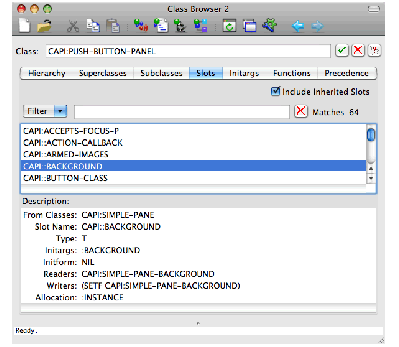 Class Browser 2
Class: CAPI:PUSH-BUTTON-PANEL
Hierarchy Superclasses Subclasses Slots Initargs Functions Precedence
Include Inherited Slots
Filter Matches 64
CAPI:ACCEPTS-FOCUS-P
CAPI::ACTION-CALLBACK
CAPI::ARMED-IMAGES
CAPI::BACKGROUND
CAPI::BUTTON-CLASS
Description:
From Classes: CAPI:SIMPLE-PANE
Slot Name: CAPI::BACKGROUND
Type: T
Initargs: :BACKGROUND
Initform: NIL
Readers: CAPI:SIMPLE-PANE-BACKGROUND
Writers: (SETF CAPI:SIMPLE-PANE-BACKGROUND)
Allocation: :INSTANCE
Ready.